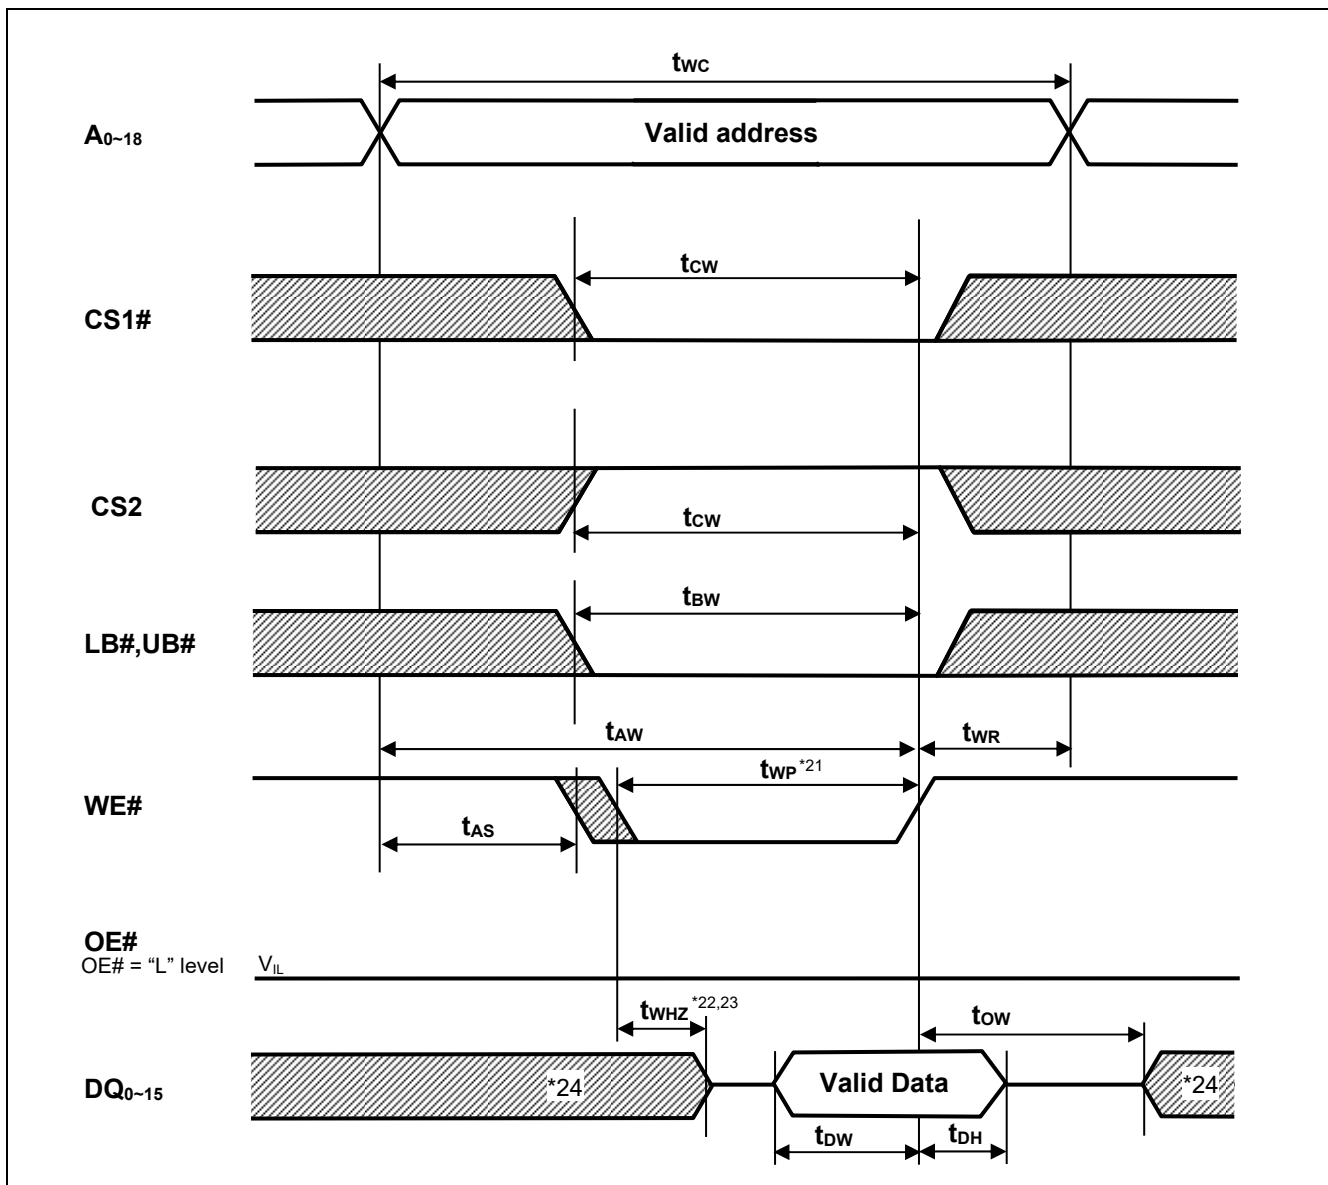 tWC
A0~18
Valid address
tCW
CS1#
CS2
tCW
tBW
LB#,UB#
tAW
tWR
tWP *21
WE#
tAS
OE#
OE# = “L” level
VIL
tWHZ *22,23
tOW
DQ0~15
*24
Valid Data
*24
tDW
tDH